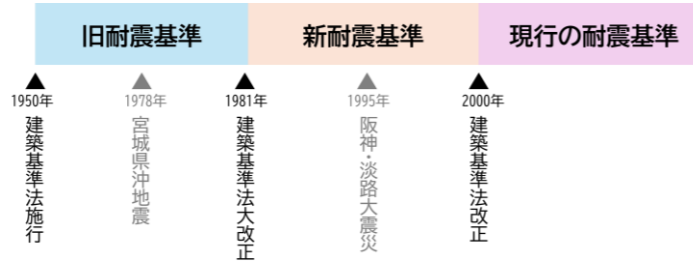 旧耐震基準
新耐震基準
現行の耐震基準
1950年
建築基準法施行
1978年
宮城県沖地震
1981年
建築基準法大改正
1995年
阪神・淡路大震災
2000年
建築基準法改正